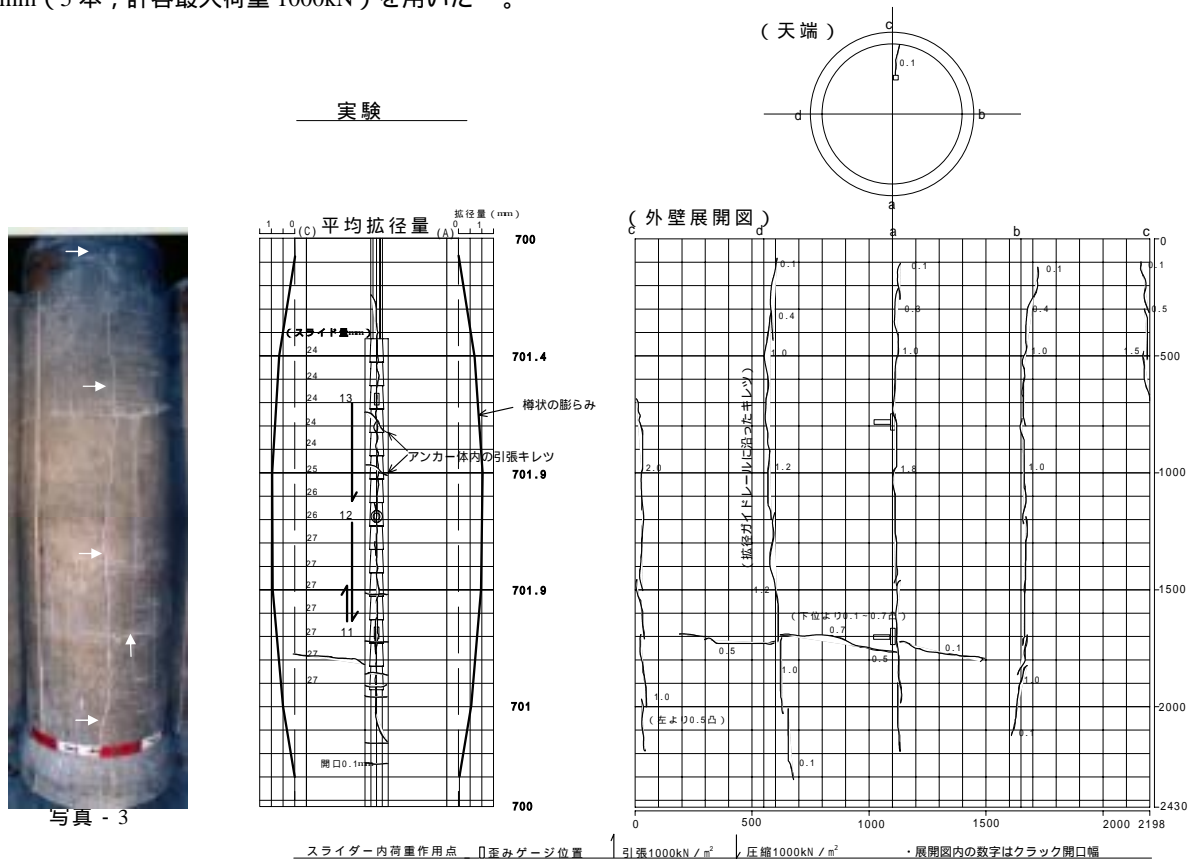 mm（5本，計各最大荷重1000kN）を用いた 。
（天端）
c
0.1
d
b
a
実験
写真 - 3
平均拡径量
拡径量（mm）
1 0 (C)
(A) 0 1
700
（スライド量mm）
24
701.4
24
24
13
樽状の膨らみ
24
24
アンカー体内の引張キレツ
25
701.9
26
26
12
27
27
701.9
27
27
11
27
27
701
開口0.1mm
700
（外壁展開図）
c d a b c
0
0.1 0.1 0.1 0.1
0.4 0.3 0.4 0.5
1.0 1.0 1.0 1.5
500
（拡径ガイドレールに沿ったキレツ）
2.0 1.2 1.8 1.0
1000
1.2
1500
（下位より0.1~0.7凸）
0.7
0.5 0.5 0.1
1.0 1.0 1.0
（左より0.5凸）
2000
0.1
0.1
2430
0 500 1000 1500 2000 2198
スライダー内荷重作用点 歪みゲージ位置 引張1000kN／㎡ 圧縮1000kN／㎡ ・展開図内の数字はクラック開口幅